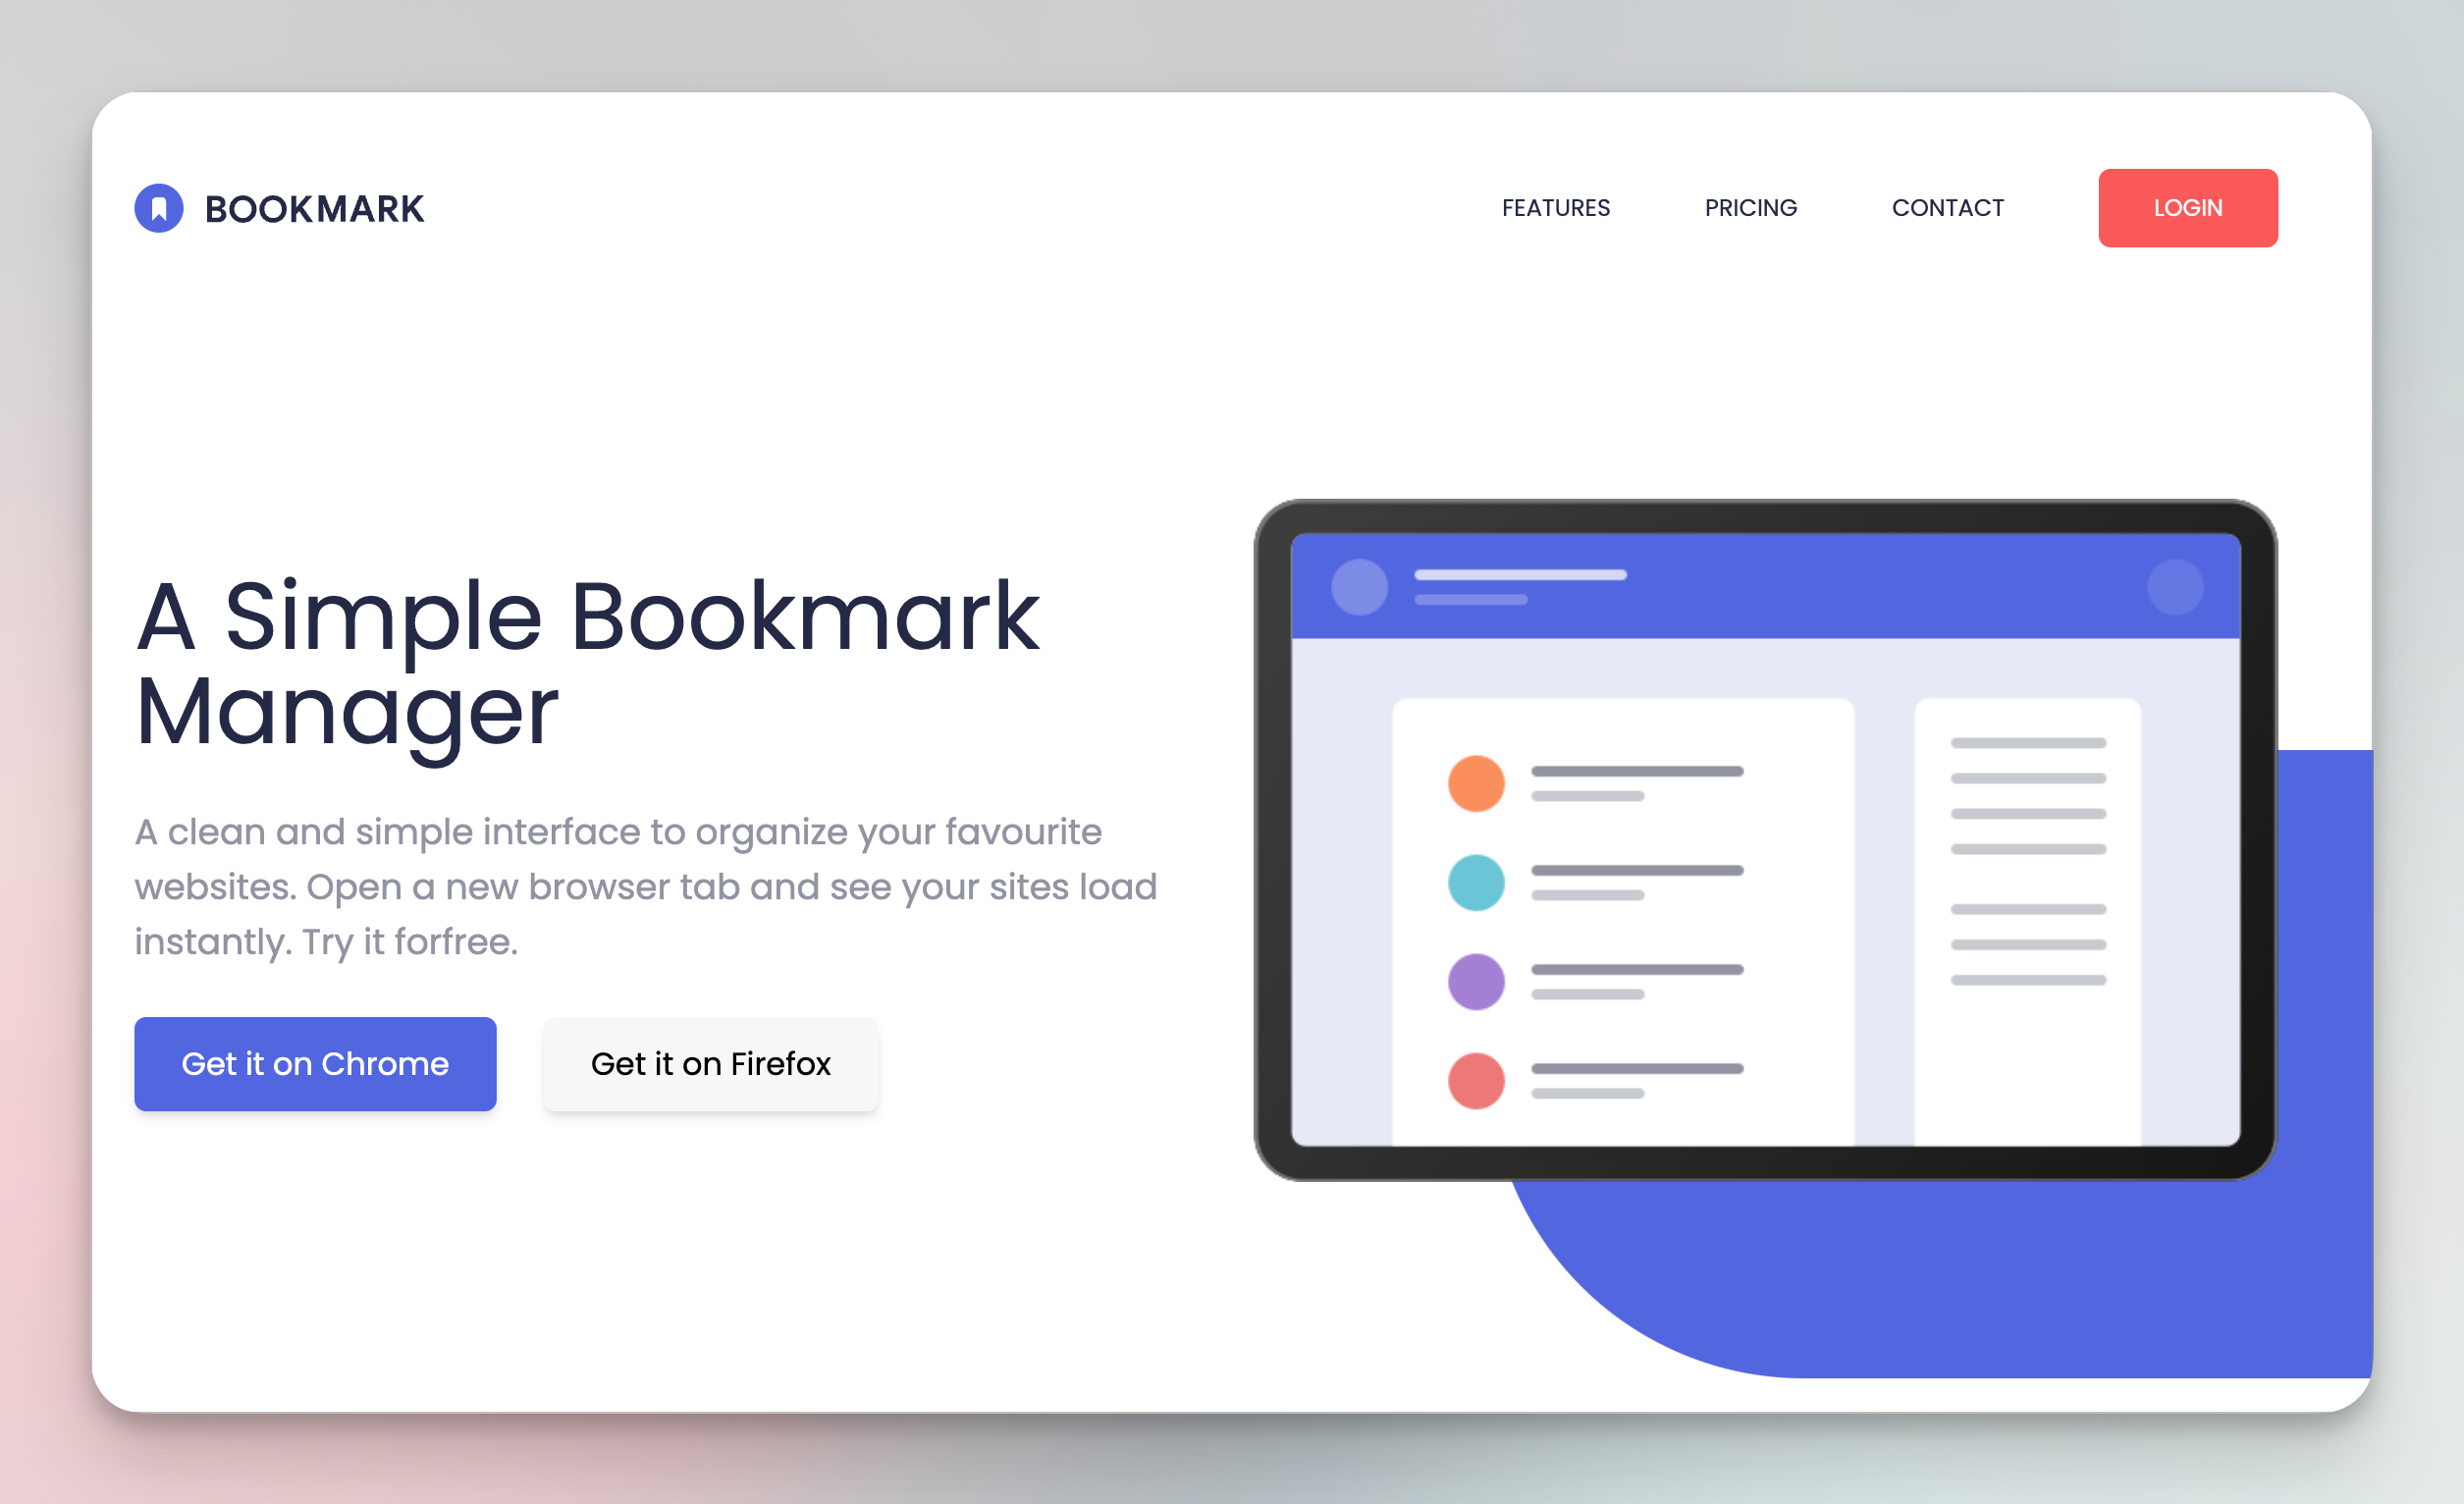 BOOKMARK
FEATURES PRICING CONTACT LOGIN
A Simple Bookmark
Manager
A clean and simple interface to organize your favourite
websites. Open a new browser tab and see your sites load
instantly. Try it forfree.
Get it on Chrome Get it on Firefox